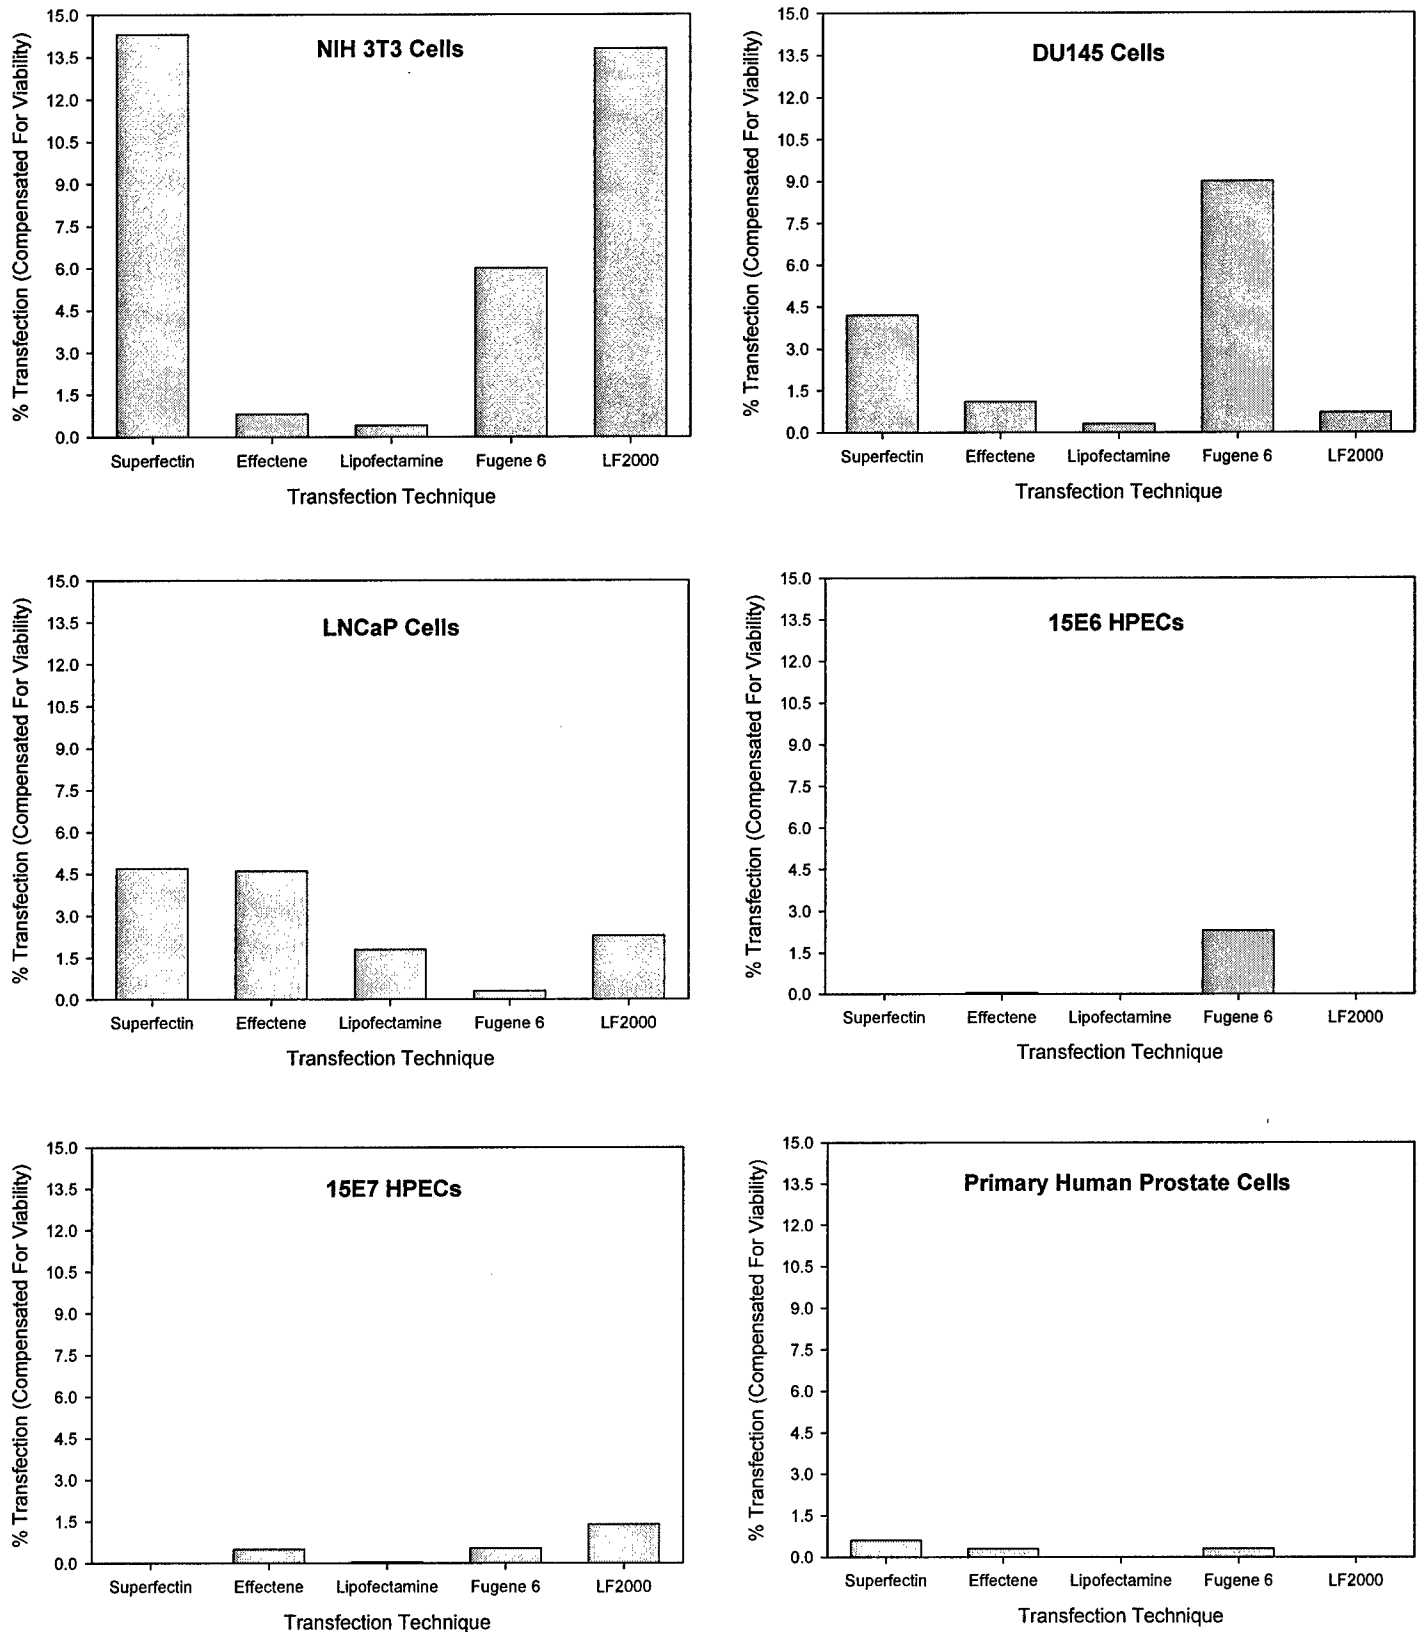 NIH 3T3 Cells
% Transfection (Compensated For Viability)
15.0
13.5
12.0
10.5
9.0
7.5
6.0
4.5
3.0
1.5
0.0
Superfectin Effectene Lipofectamine Fugene 6 LF2000
Transfection Technique
DU145 Cells
% Transfection (Compensated For Viability)
15.0
13.5
12.0
10.5
9.0
7.5
6.0
4.5
3.0
1.5
0.0
Superfectin Effectene Lipofectamine Fugene 6 LF2000
Transfection Technique
LNCaP Cells
% Transfection (Compensated For Viability)
15.0
13.5
12.0
10.5
9.0
7.5
6.0
4.5
3.0
1.5
0.0
Superfectin Effectene Lipofectamine Fugene 6 LF2000
Transfection Technique
15E6 HPECs
% Transfection (Compensated For Viability)
15.0
13.5
12.0
10.5
9.0
7.5
6.0
4.5
3.0
1.5
0.0
Superfectin Effectene Lipofectamine Fugene 6 LF2000
Transfection Technique
15E7 HPECs
% Transfection (Compensated For Viability)
15.0
13.5
12.0
10.5
9.0
7.5
6.0
4.5
3.0
1.5
0.0
Superfectin Effectene Lipofectamine Fugene 6 LF2000
Transfection Technique
Primary Human Prostate Cells
% Transfection (Compensated For Viability)
15.0
13.5
12.0
10.5
9.0
7.5
6.0
4.5
3.0
1.5
0.0
Superfectin Effectene Lipofectamine Fugene 6 LF2000
Transfection Technique